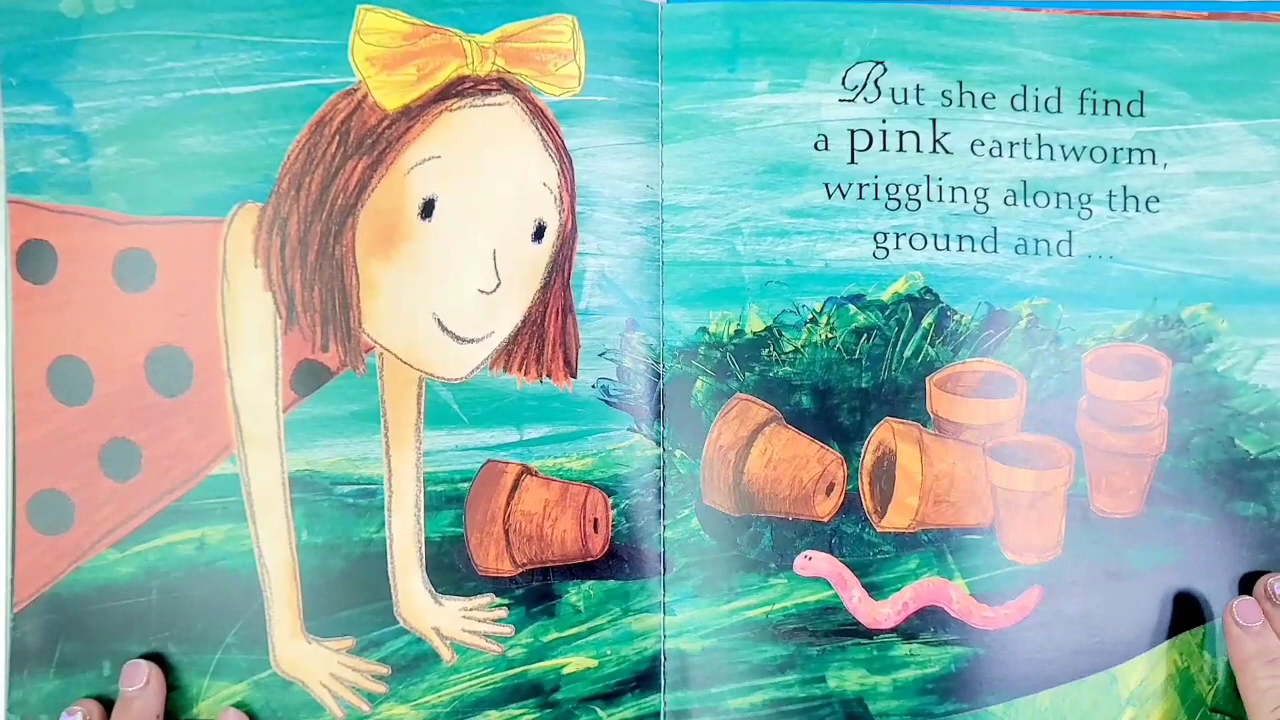 But she did find
a pink earthworm,
wriggling along the
ground and ...